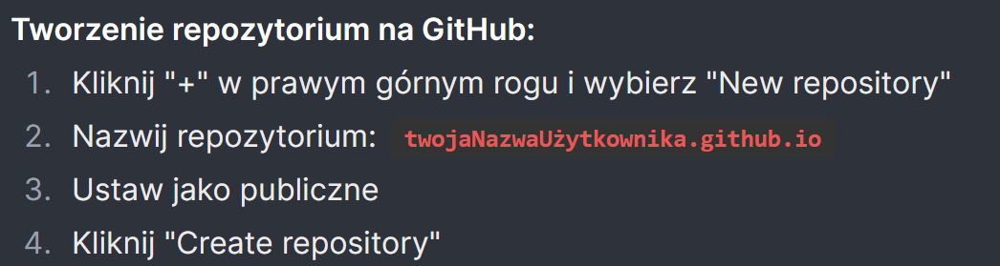 Tworzenie repozytorium na GitHub:
1. Kliknij "+" w prawym górnym rogu i wybierz "New repository"
2. Nazwij repozytorium: twojaNazwaUżytkownika.github.io
3. Ustaw jako publiczne
4. Kliknij "Create repository"